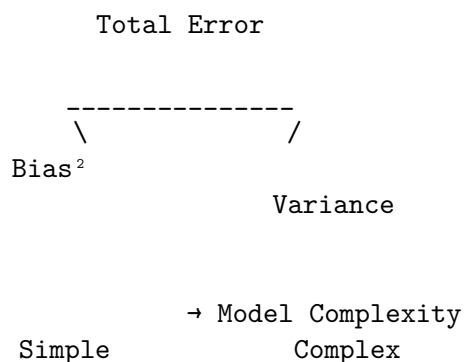 Total Error
---------------
\ /
Bias²
Variance
→ Model Complexity
Simple Complex